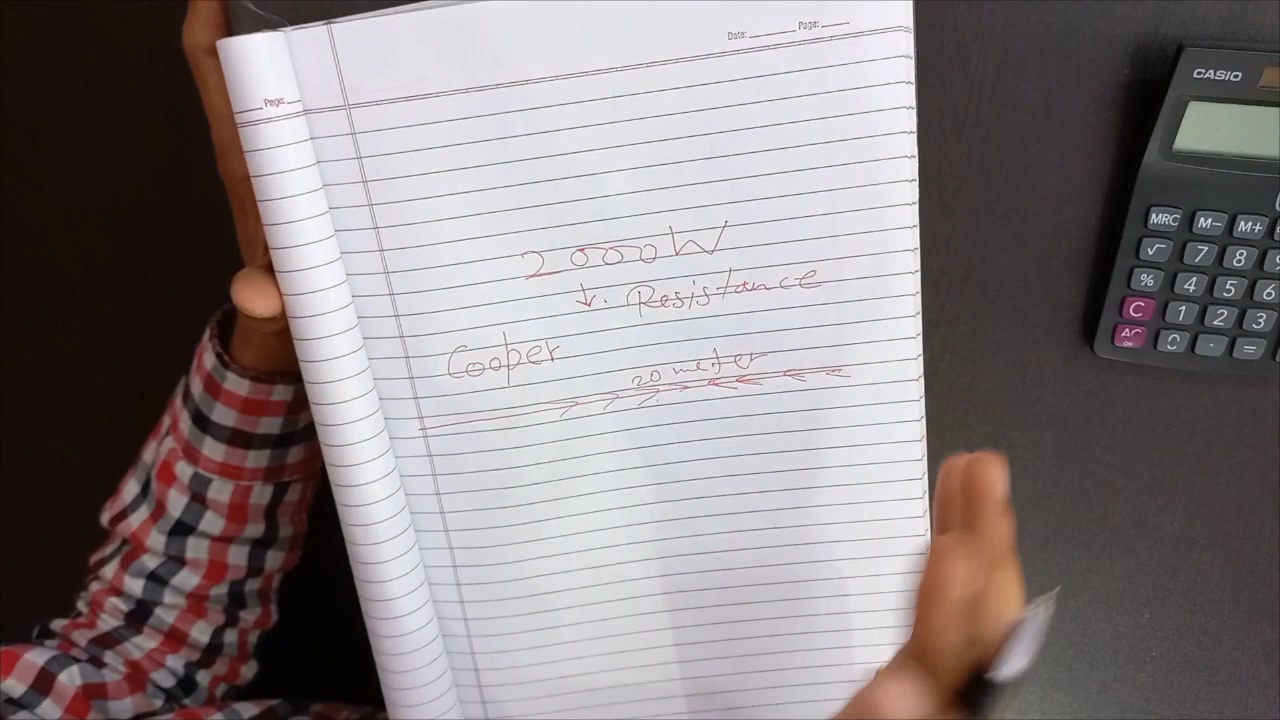 Date: Page:
Page:
2000W
↓. Resistance
Cooper
20 meter
CASIO
MRC M- M+
√ 7 8
% 4 5 6
C 1 2 3
AC ON 0 · =